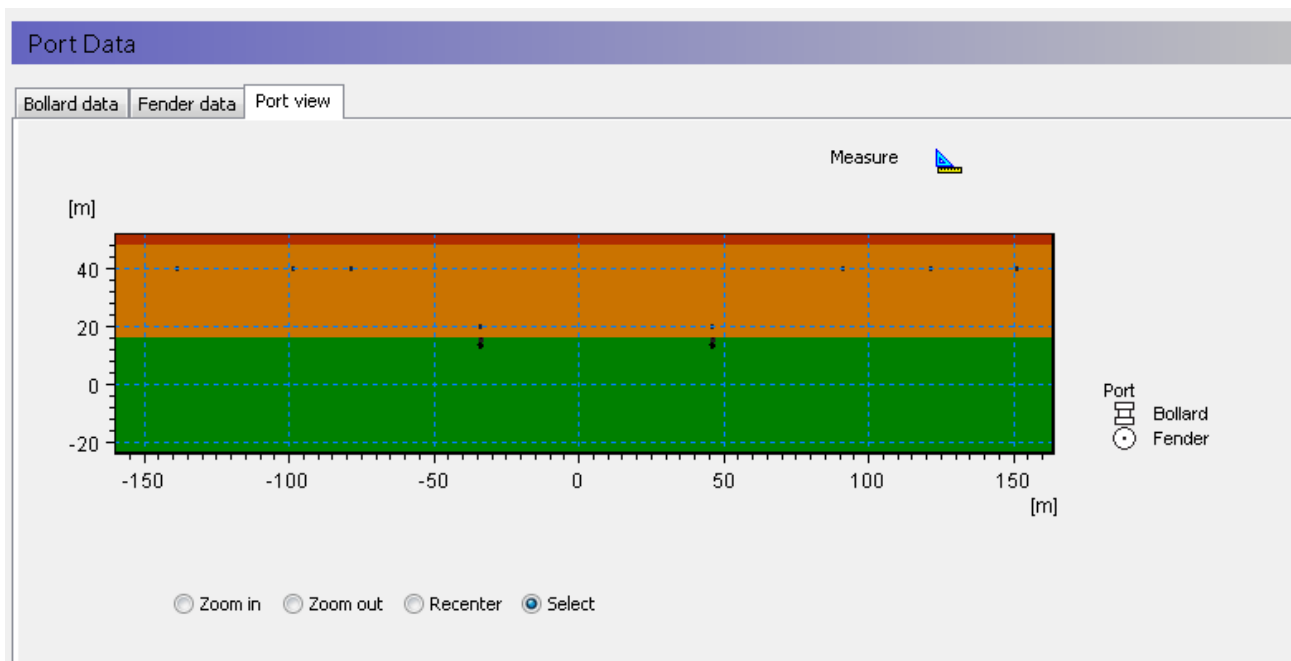 Port Data
Bollard data Fender data Port view
Measure
[m]
40
20
0
-20
-150 -100 -50 0 50 100 150
[m]
Port
Bollard
Fender
Zoom in Zoom out Recenter Select